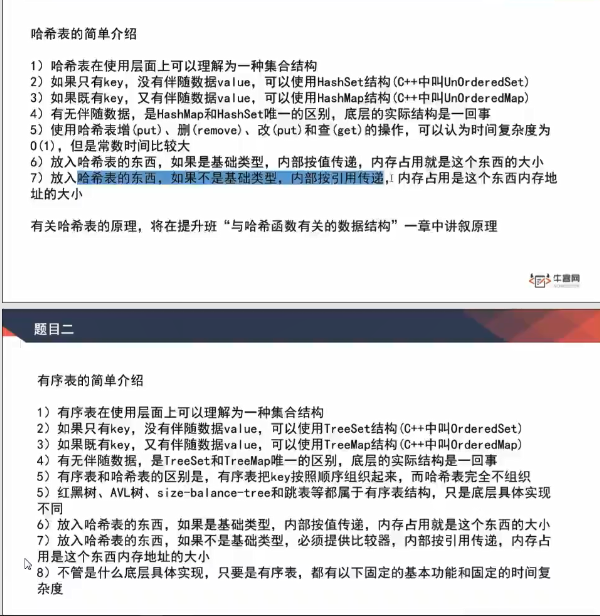 哈希表的简单介绍
1）哈希表在使用层面上可以理解为一种集合结构
2）如果只有key，没有伴随数据value，可以使用HashSet结构(C++中叫UnOrderedSet)
3）如果既有key，又有伴随数据value，可以使用HashMap结构(C++中叫UnOrderedMap)
4）有无伴随数据，是HashMap和HashSet唯一的区别，底层的实际结构是一回事
5）使用哈希表增(put)、删(remove)、改(put)和查(get)的操作，可以认为时间复杂度为
O(1)，但是常数时间比较大
6）放入哈希表的东西，如果是基础类型，内部按值传递，内存占用就是这个东西的大小
7）放入哈希表的东西，如果不是基础类型，内部按引用传递，内存占用是这个东西内存地
址的大小
有关哈希表的原理，将在提升班“与哈希函数有关的数据结构”一章中讲叙原理
牛客网
题目二
有序表的简单介绍
1）有序表在使用层面上可以理解为一种集合结构
2）如果只有key，没有伴随数据value，可以使用TreeSet结构(C++中叫OrderedSet)
3）如果既有key，又有伴随数据value，可以使用TreeMap结构(C++中叫OrderedMap)
4）有无伴随数据，是TreeSet和TreeMap唯一的区别，底层的实际结构是一回事
5）有序表和哈希表的区别是，有序表把key按照顺序组织起来，而哈希表完全不组织
5）红黑树、AVL树、size-balance-tree和跳表等都属于有序表结构，只是底层具体实现
不同
6）放入哈希表的东西，如果是基础类型，内部按值传递，内存占用就是这个东西的大小
7）放入哈希表的东西，如果不是基础类型，必须提供比较器，内部按引用传递，内存占
用是这个东西内存地址的大小
8）不管是什么底层具体实现，只要是有序表，都有以下固定的基本功能和固定的时间复
杂度